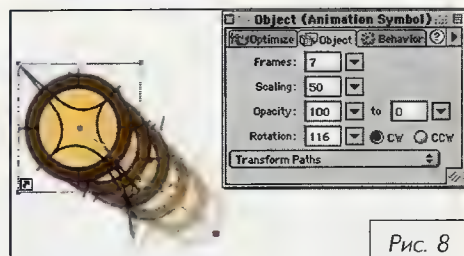 Object (Animation Symbol)
Optimize Object Behavior ?
Frames: 7
Scaling: 50
Opacity: 100 to 0
Rotation: 116 CW CCW
Transform Paths
Рис. 8